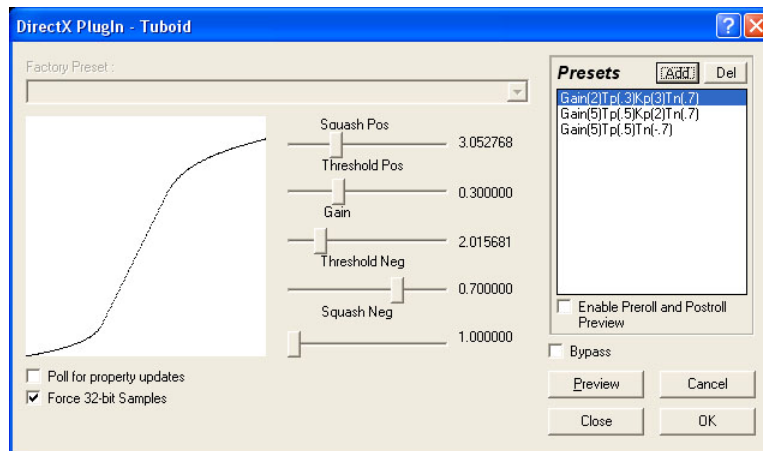 DirectX PlugIn - Tuboid
Factory Preset :
Squash Pos
3.052768
Threshold Pos
0.300000
Gain
2.015681
Threshold Neg
0.700000
Squash Neg
1.000000
Poll for property updates
Force 32-bit Samples
Presets Add Del
Gain(2)Tp(.3)Kp(3)Tn(.7)
Gain(5)Tp(.5)Kp(2)Tn(.7)
Gain(5)Tp(.5)Tn(-.7)
Enable Preroll and Postroll
Preview
Bypass
Preview Cancel
Close OK